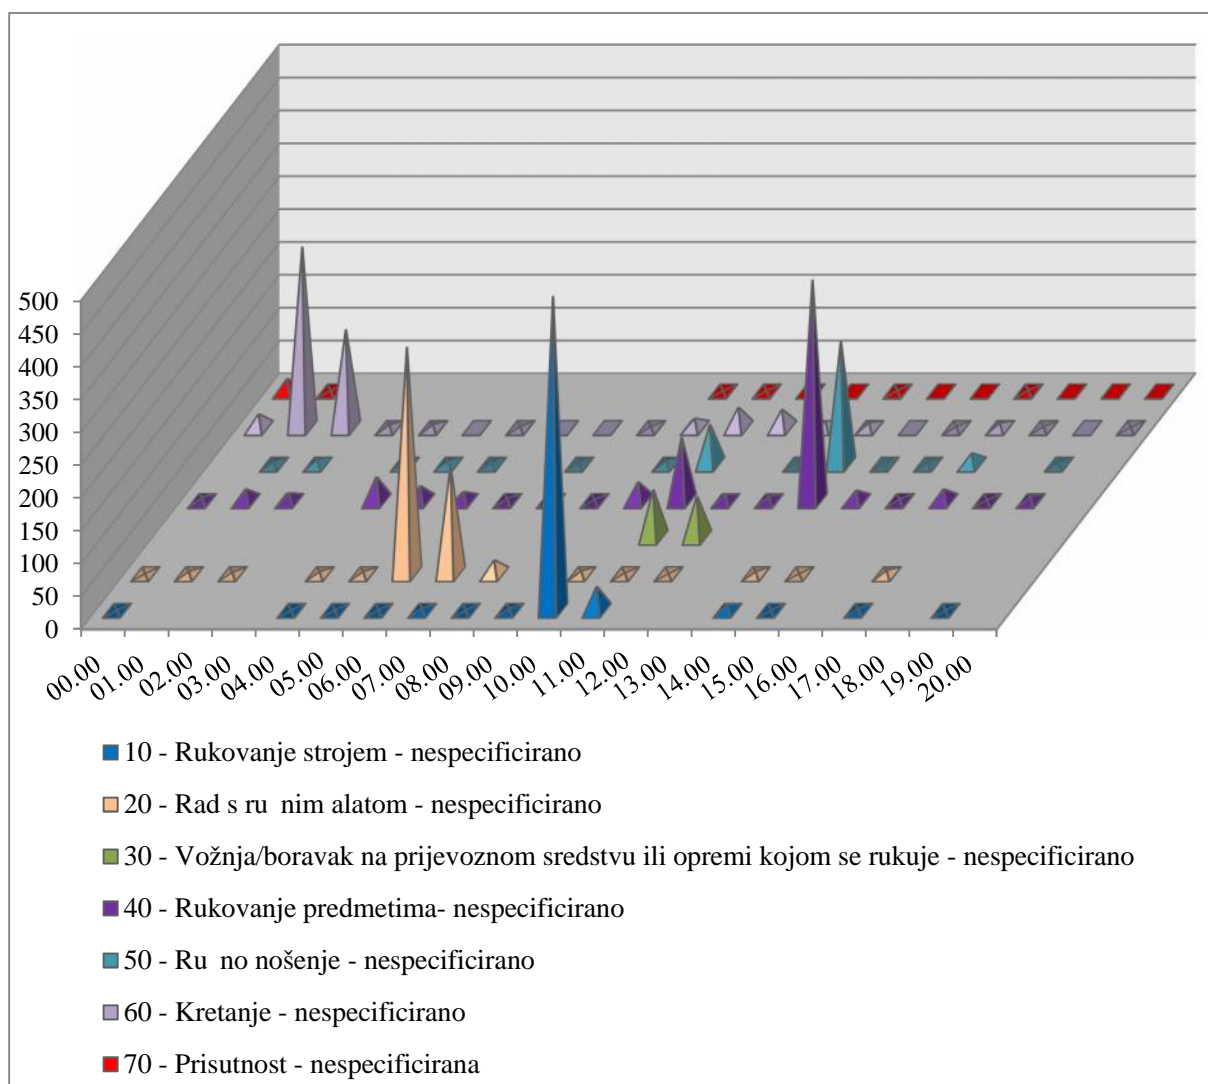 500
450
400
350
300
250
200
150
100
50
0
00.00 01.00 02.00 03.00 04.00 05.00 06.00 07.00 08.00 09.00 10.00 11.00 12.00 13.00 14.00 15.00 16.00 17.00 18.00 19.00 20.00
10 - Rukovanje strojem - nespecificirano
20 - Rad s ru nim alatom - nespecificirano
30 - Vožnja/boravak na prijevoznom sredstvu ili opremi kojom se rukuje - nespecificirano
40 - Rukovanje predmetima- nespecificirano
50 - Ru no nošenje - nespecificirano
60 - Kretanje - nespecificirano
70 - Prisutnost - nespecificirana